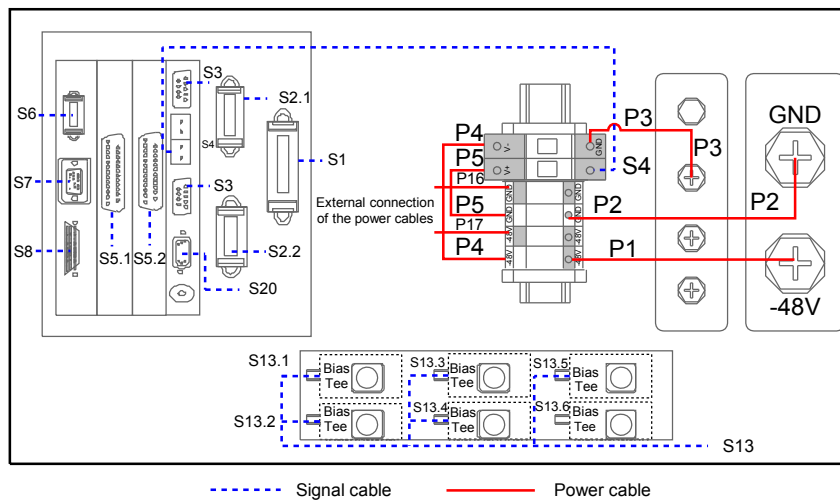 S3
S2.1
S6
S4
S1
S7
S3
S8
S5.1
S5.2
S2.2
S20
P4
V-
GND
P3
P3
GND
P5
V+
S4
P16
GND
External connection
of the power cables
P5
GND
P2
P2
P17
-48V
P4
-48V
P1
-48V
S13.1
Bias
Tee
S13.3
Bias
Tee
S13.5
Bias
Tee
S13.2
Bias
Tee
S13.4
Bias
Tee
S13.6
Bias
Tee
S13
Signal cable
Power cable